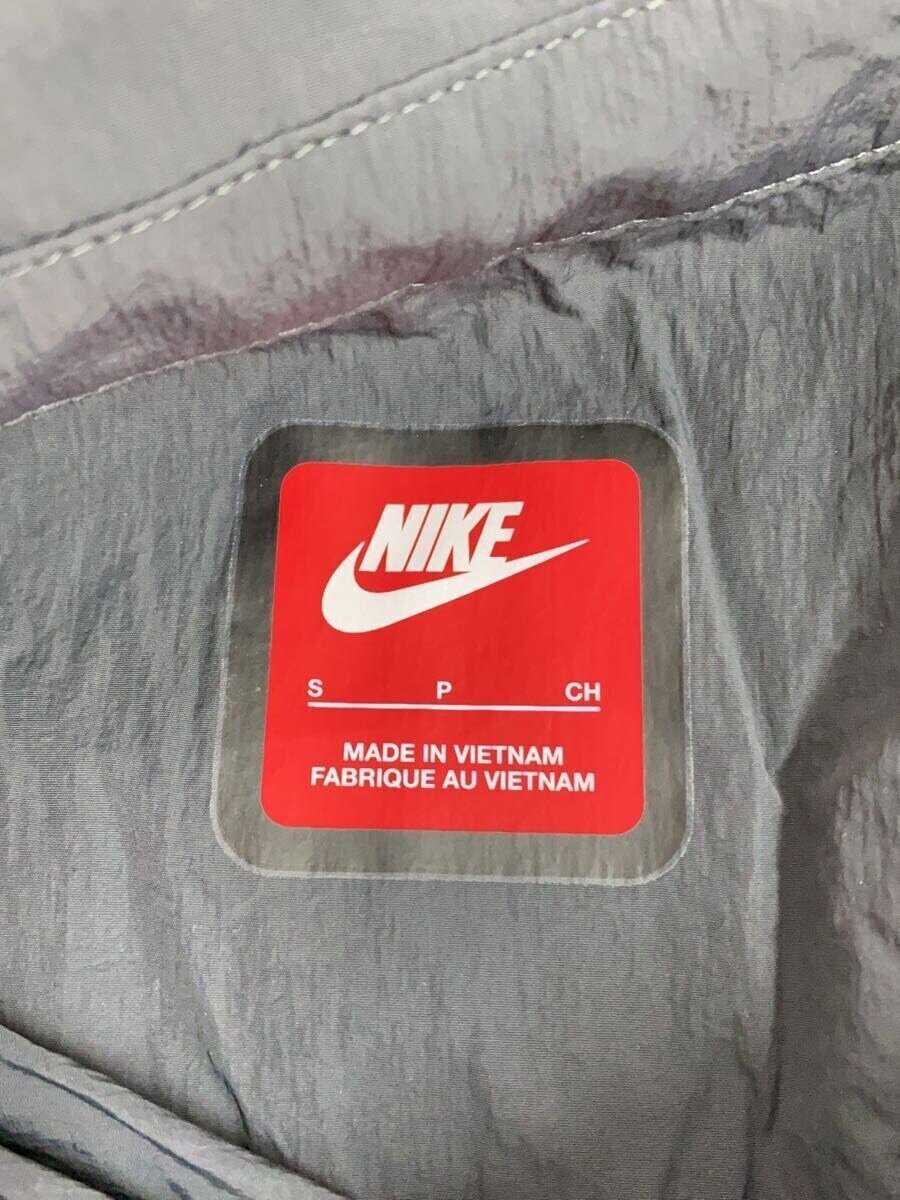 NIKE
S P CH
MADE IN VIETNAM
FABRIQUE AU VIETNAM